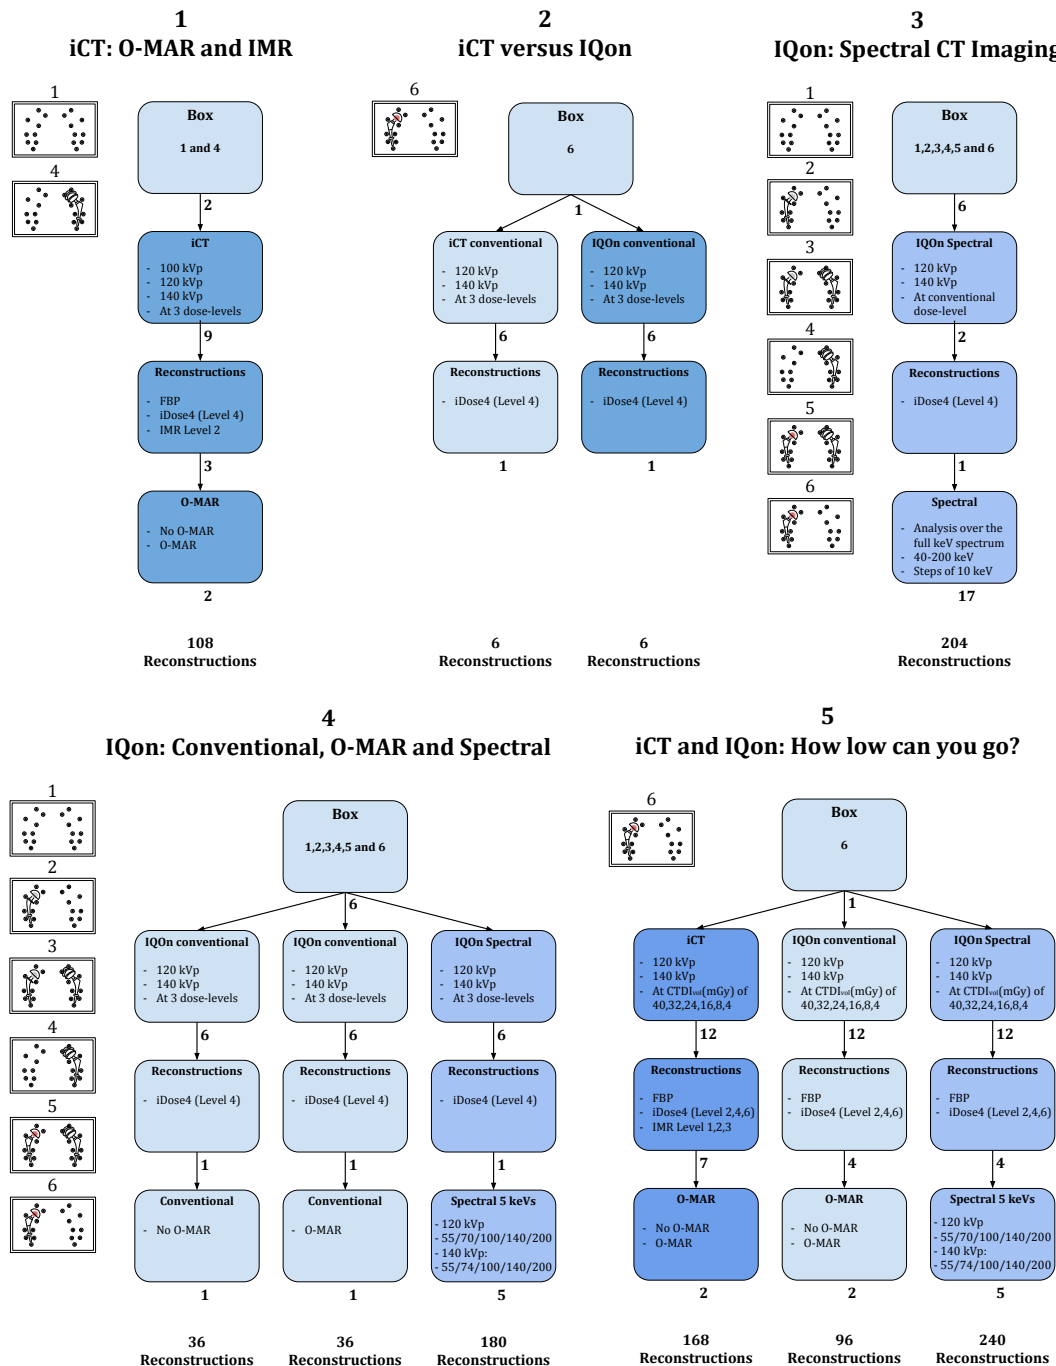 1
iCT: O-MAR and IMR
1
4
Box
1 and 4
2
iCT
- 100 kVp
- 120 kVp
- 140 kVp
- At 3 dose-levels
9
Reconstructions
- FBP
- iDose4 (Level 4)
- IMR Level 2
3
O-MAR
- No O-MAR
- O-MAR
2
108
Reconstructions
2
iCT versus IQon
6
Box
6
1
iCT conventional
- 120 kVp
- 140 kVp
- At 3 dose-levels
6
Reconstructions
- iDose4 (Level 4)
1
6
Reconstructions
IQOn conventional
- 120 kVp
- 140 kVp
- At 3 dose-levels
6
Reconstructions
- iDose4 (Level 4)
1
6
Reconstructions
3
IQon: Spectral CT Imaging
1
2
3
4
5
6
Box
1,2,3,4,5 and 6
6
IQOn Spectral
- 120 kVp
- 140 kVp
- At conventional
dose-level
2
Reconstructions
- iDose4 (Level 4)
1
Spectral
- Analysis over the
full keV spectrum
- 40-200 keV
- Steps of 10 keV
17
204
Reconstructions
4
IQon: Conventional, O-MAR and Spectral
1
2
3
4
5
6
Box
1,2,3,4,5 and 6
6
IQOn conventional
- 120 kVp
- 140 kVp
- At 3 dose-levels
6
Reconstructions
- iDose4 (Level 4)
1
Conventional
- No O-MAR
1
36
Reconstructions
IQOn conventional
- 120 kVp
- 140 kVp
- At 3 dose-levels
6
Reconstructions
- iDose4 (Level 4)
1
Conventional
- O-MAR
1
36
Reconstructions
IQOn Spectral
- 120 kVp
- 140 kVp
- At 3 dose-levels
6
Reconstructions
- iDose4 (Level 4)
1
Spectral 5 keVs
- 120 kVp
- 55/70/100/140/200
- 140 kVp:
- 55/74/100/140/200
5
180
Reconstructions
5
iCT and IQon: How low can you go?
6
Box
6
1
iCT
- 120 kVp
- 140 kVp
- At CTDIvol(mGy) of
40,32,24,16,8,4
12
Reconstructions
- FBP
- iDose4 (Level 2,4,6)
- IMR Level 1,2,3
7
O-MAR
- No O-MAR
- O-MAR
2
168
Reconstructions
IQOn conventional
- 120 kVp
- 140 kVp
- At CTDIvol(mGy) of
40,32,24,16,8,4
12
Reconstructions
- FBP
- iDose4 (Level 2,4,6)
4
O-MAR
- No O-MAR
- O-MAR
2
96
Reconstructions
IQOn Spectral
- 120 kVp
- 140 kVp
- At CTDIvol(mGy) of
40,32,24,16,8,4
12
Reconstructions
- FBP
- iDose4 (Level 2,4,6)
4
Spectral 5 keVs
- 120 kVp
- 55/70/100/140/200
- 140 kVp:
- 55/74/100/140/200
5
240
Reconstructions